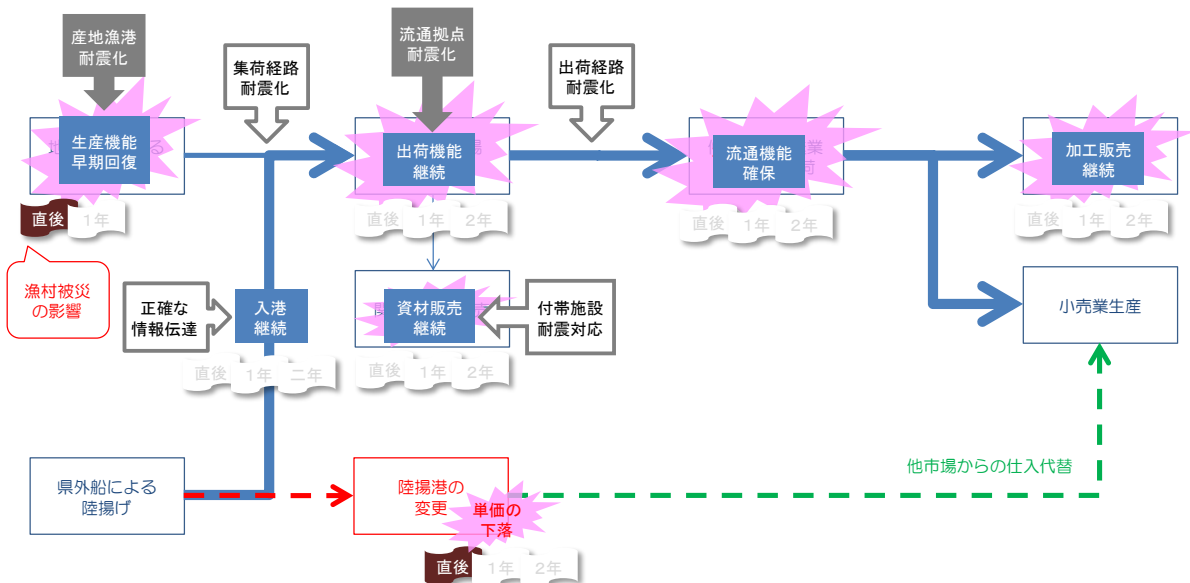 産地漁港
耐震化
集荷経路
耐震化
流通拠点
耐震化
出荷経路
耐震化
生産機能
早期回復
出荷機能
継続
流通機能
確保
加工販売
継続
直後 1年
直後 1年 2年
直後 1年 2年
直後 1年 2年
漁村被災
の影響
正確な
情報伝達
入港
継続
資材販売
継続
付帯施設
耐震対応
小売業生産
直後 1年 二年
直後 1年 2年
県外船による
陸揚げ
陸揚港の
変更
単価の
下落
他市場からの仕入代替
直後 1年 2年